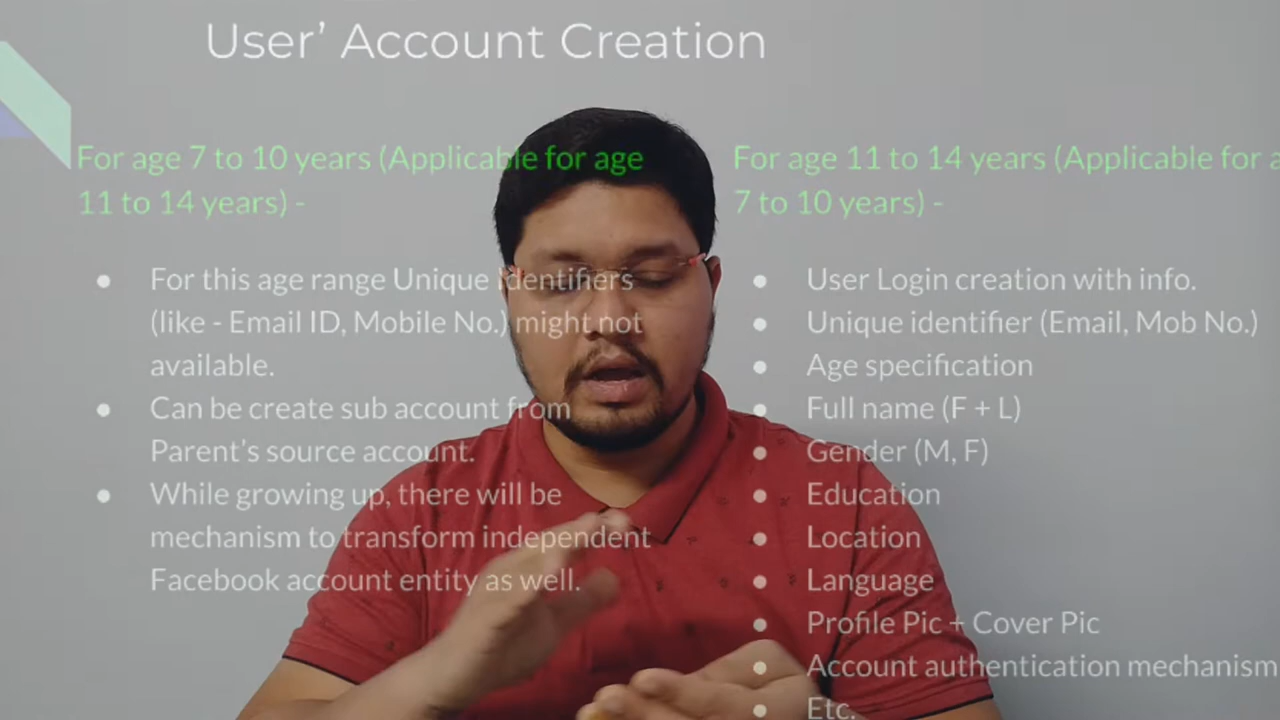 User’ Account Creation
For age 7 to 10 years (Applicable for age
11 to 14 years) -
For this age range Unique Identifiers
(like - Email ID, Mobile No.) might not
available.
Can be create sub account from
Parent’s source account.
While growing up, there will be
mechanism to transform independent
Facebook account entity as well.
For age 11 to 14 years (Applicable for a
7 to 10 years) -
User Login creation with info.
Unique identifier (Email, Mob No.)
Age specification
Full name (F + L)
Gender (M, F)
Education
Location
Language
Profile Pic + Cover Pic
Account authentication mechanism
Etc.